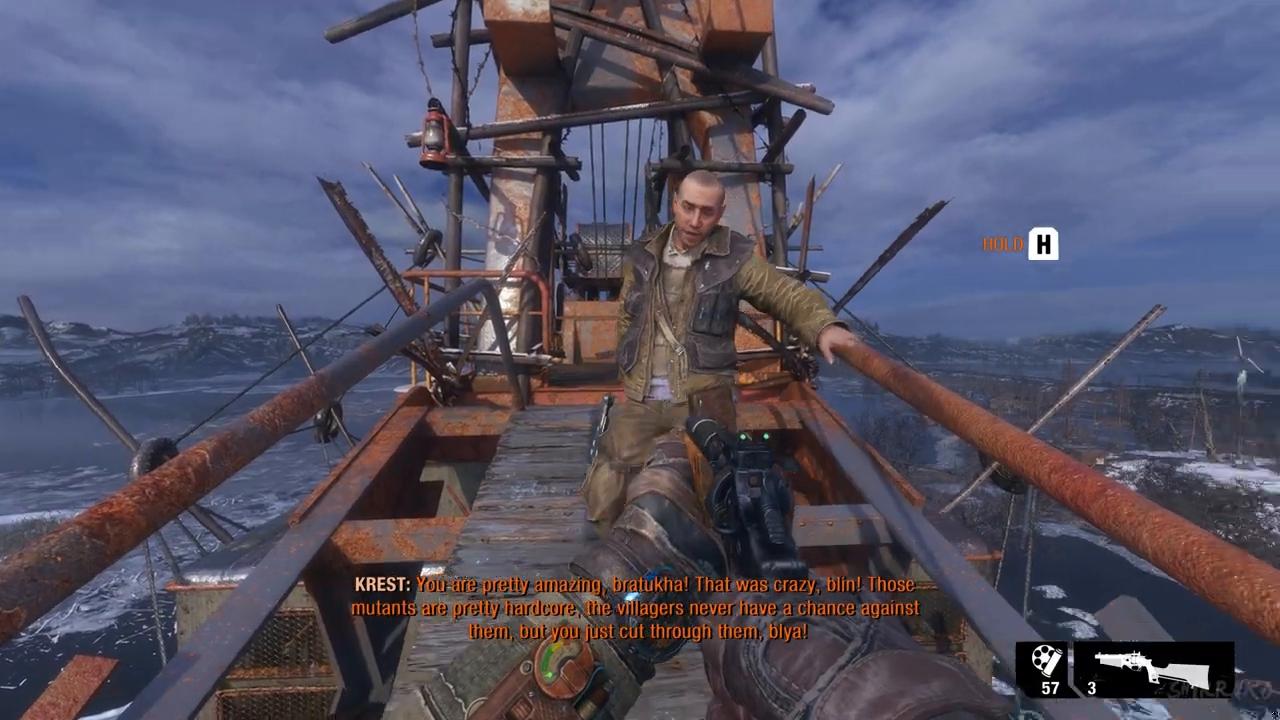 HOLD H
KREST: You are pretty amazing, bratukha! That was crazy, blin! Those
mutants are pretty hardcore, the villagers never have a chance against
them, but you just cut through them, blya!
57
3